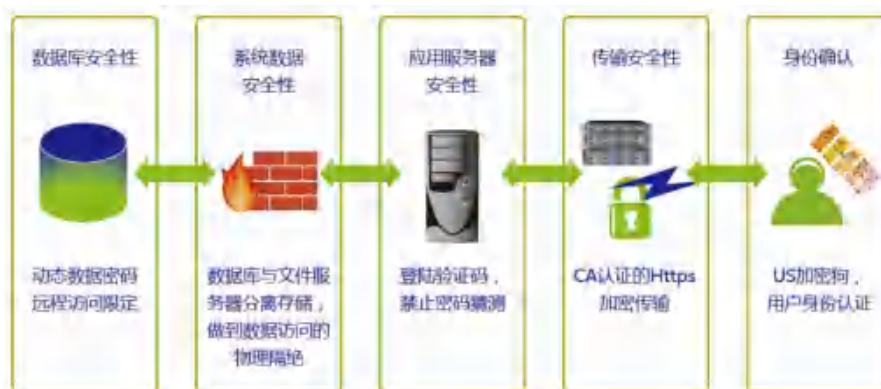 数据库安全性
动态数据密码
远程访问限定
系统数据
安全性
数据库与文件服
务器分离存储，
做到数据访问的
物理隔绝
应用服务器
安全性
登陆验证码，
禁止密码猜测
传输安全性
CA认证的Https
加密传输
身份确认
US加密狗，
用户身份认证